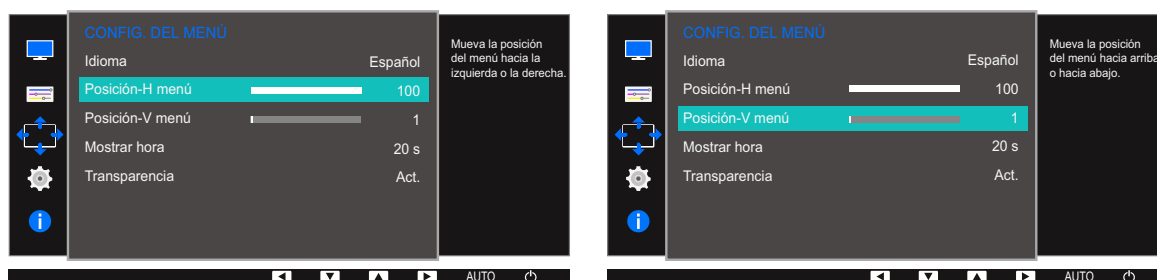 CONFIG. DEL MENÚ
Idioma Español
Posición-H menú 100
Posición-V menú 1
Mostrar hora 20 s
Transparencia Act.
Mueva la posición
del menú hacia la
izquierda o la derecha.
AUTO
CONFIG. DEL MENÚ
Idioma Español
Posición-H menú 100
Posición-V menú 1
Mostrar hora 20 s
Transparencia Act.
Mueva la posición
del menú hacia arriba
o hacia abajo.
AUTO